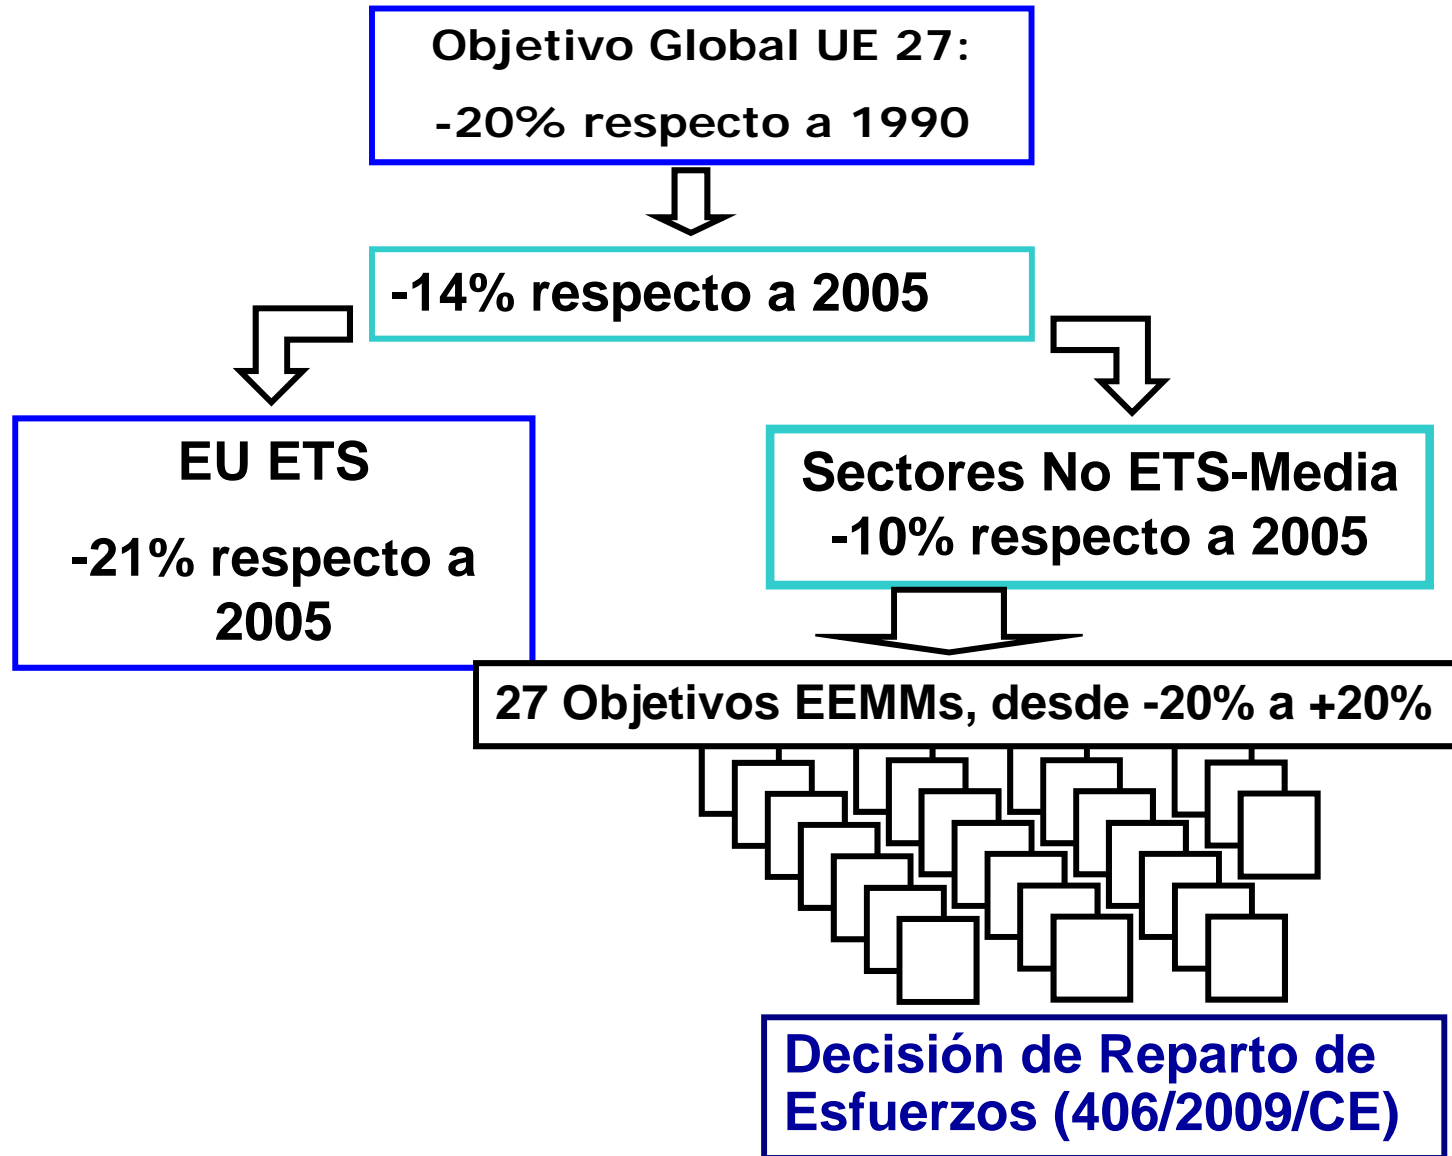 Objetivo Global UE 27:
-20% respecto a 1990
-14% respecto a 2005
EU ETS
-21% respecto a
2005
Sectores No ETS-Media
-10% respecto a 2005
27 Objetivos EEMMs, desde -20% a +20%
Decisión de Reparto de
Esfuerzos (406/2009/CE)